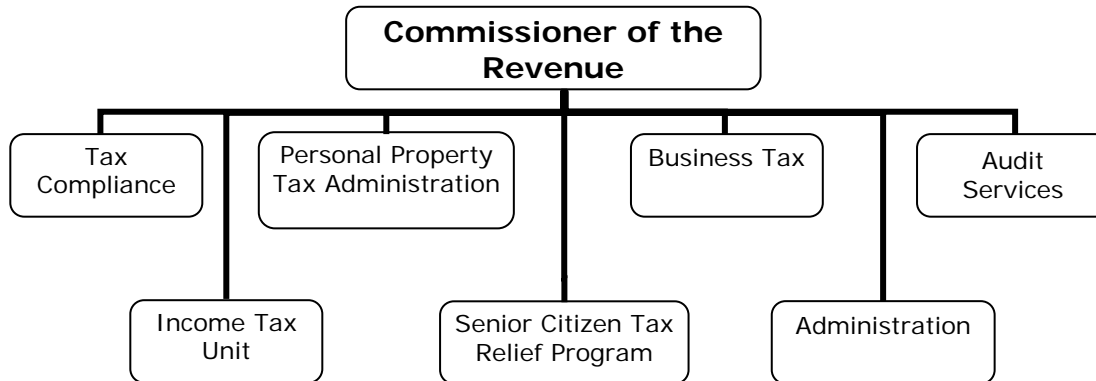 Commissioner of the
Revenue
Tax
Compliance
Personal Property
Tax Administration
Business Tax
Audit
Services
Income Tax
Unit
Senior Citizen Tax
Relief Program
Administration